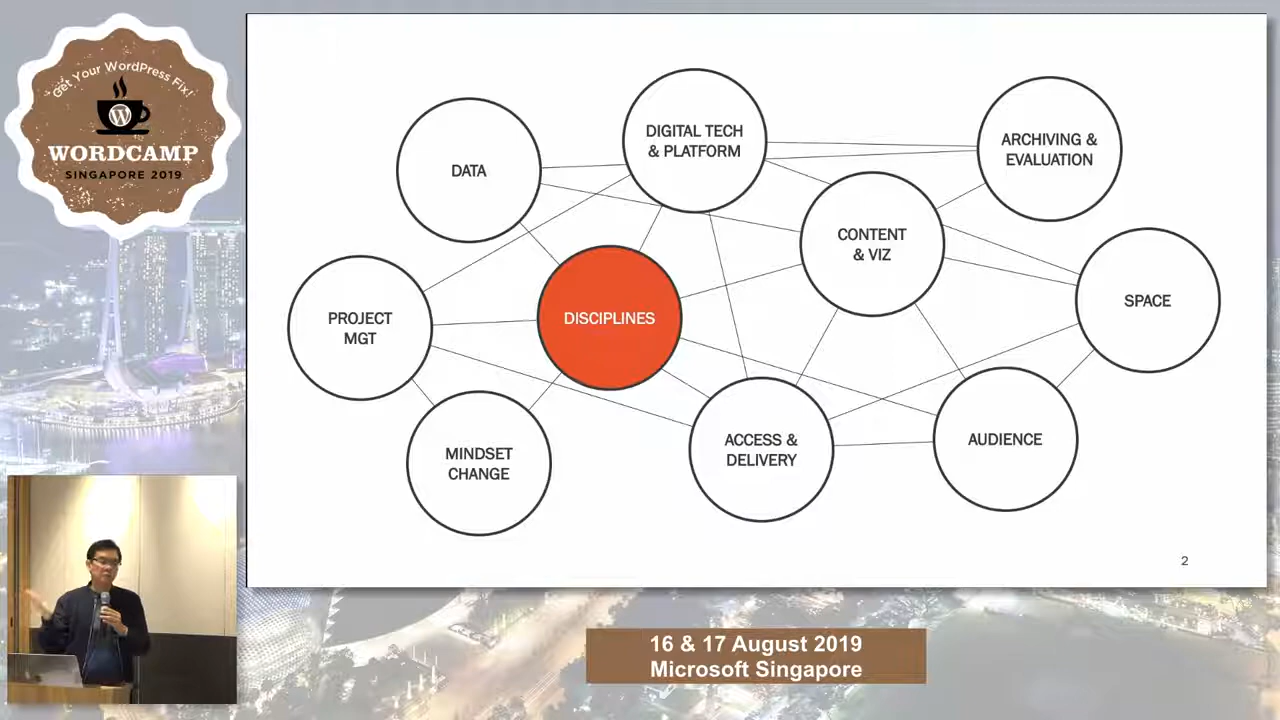 Get Your WordPress Fix!
WORDCAMP
SINGAPORE 2019
DATA
DIGITAL TECH
& PLATFORM
ARCHIVING &
EVALUATION
CONTENT
& VIZ
SPACE
PROJECT
MGT
DISCIPLINES
MINDSET
CHANGE
ACCESS &
DELIVERY
AUDIENCE
2
16 & 17 August 2019
Microsoft Singapore